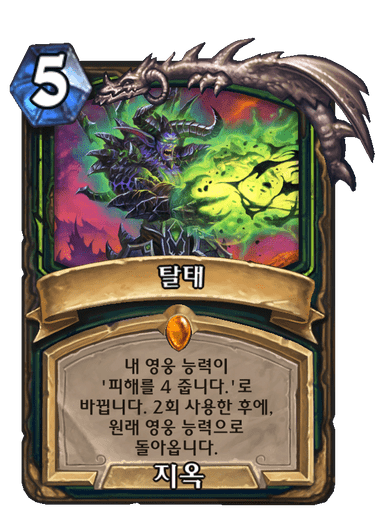 5
탈태
내 영웅 능력이
'피해를 4 줍니다.'로
바뀝니다. 2회 사용한 후에,
원래 영웅 능력으로
돌아옵니다.
지옥